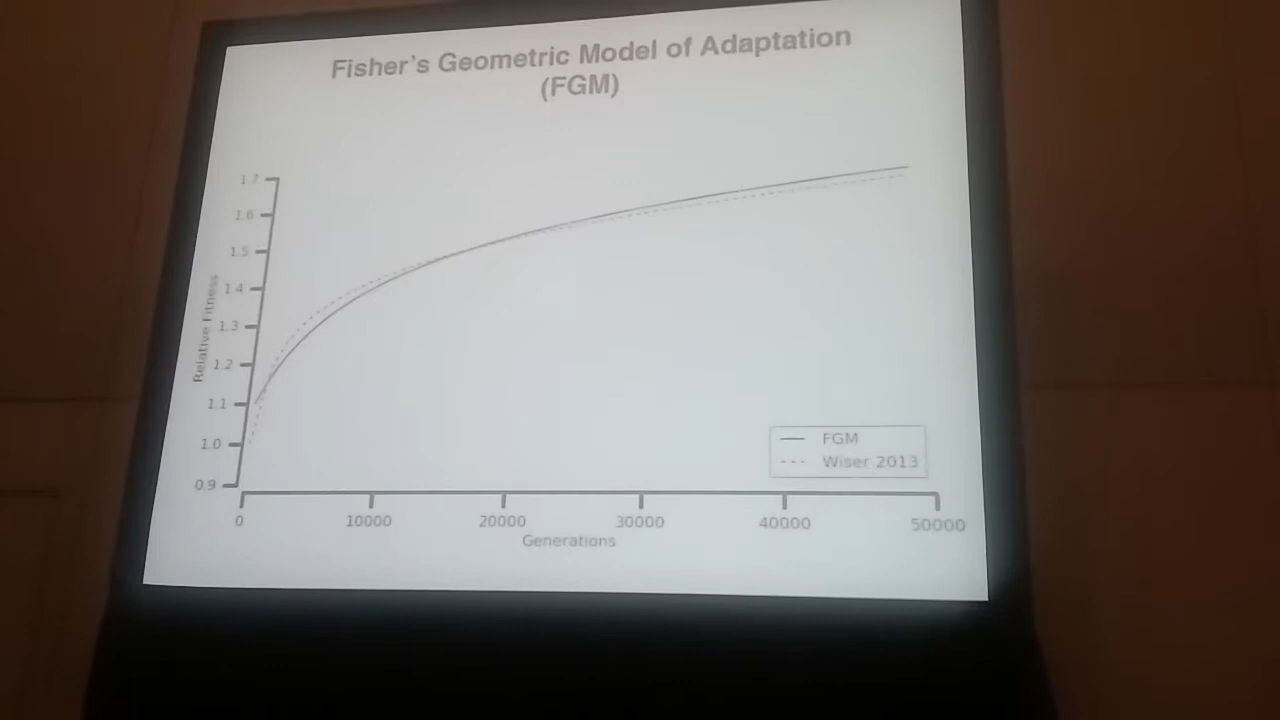 Fisher's Geometric Model of Adaptation
(FGM)
1.7
1.6
1.5
1.4
1.3
1.2
1.1
1.0
0.9
Relative Fitness
FGM
Wiser 2013
0
10000
20000
30000
40000
50000
Generations